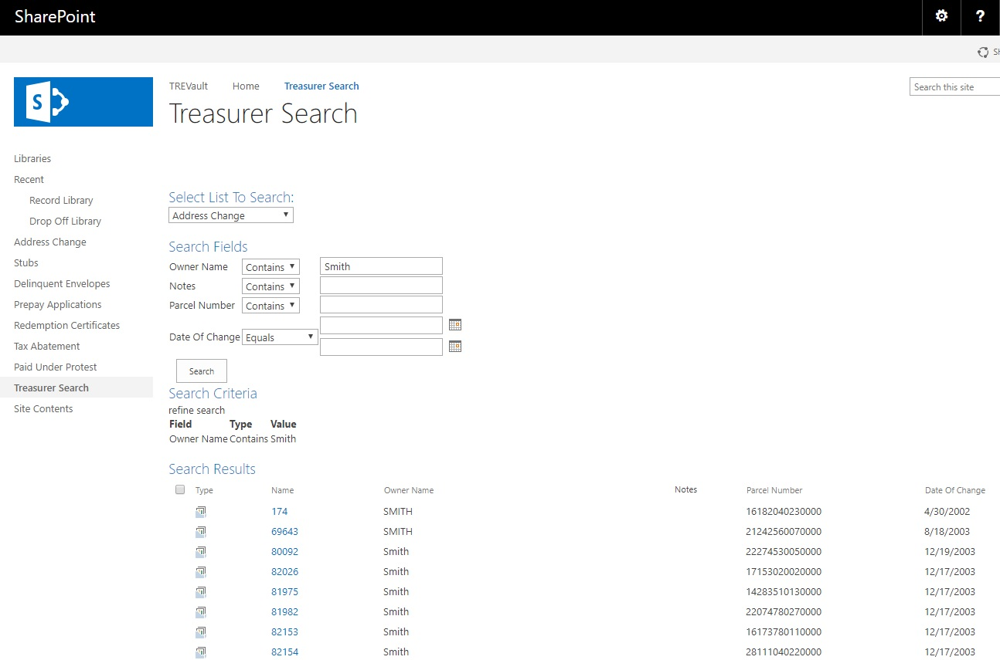 SharePoint
?
Sh
S
TREVault Home Treasurer Search
Search this site
Treasurer Search
Libraries
Recent
Record Library
Drop Off Library
Address Change
Stubs
Delinquent Envelopes
Prepay Applications
Redemption Certificates
Tax Abatement
Paid Under Protest
Treasurer Search
Site Contents
Select List To Search:
Address Change
Search Fields
Owner Name Contains Smith
Notes Contains
Parcel Number Contains
Date Of Change Equals
Search
Search Criteria
refine search
Field Type Value
Owner Name Contains Smith
Search Results
Type Name Owner Name Notes Parcel Number Date Of Change
174 SMITH 16182040230000 4/30/2002
69643 SMITH 21242560070000 8/18/2003
80092 Smith 22274530050000 12/19/2003
82026 Smith 17153020020000 12/17/2003
81975 Smith 14283510130000 12/17/2003
81982 Smith 22074780270000 12/17/2003
82153 Smith 16173780110000 12/17/2003
82154 Smith 28111040220000 12/17/2003